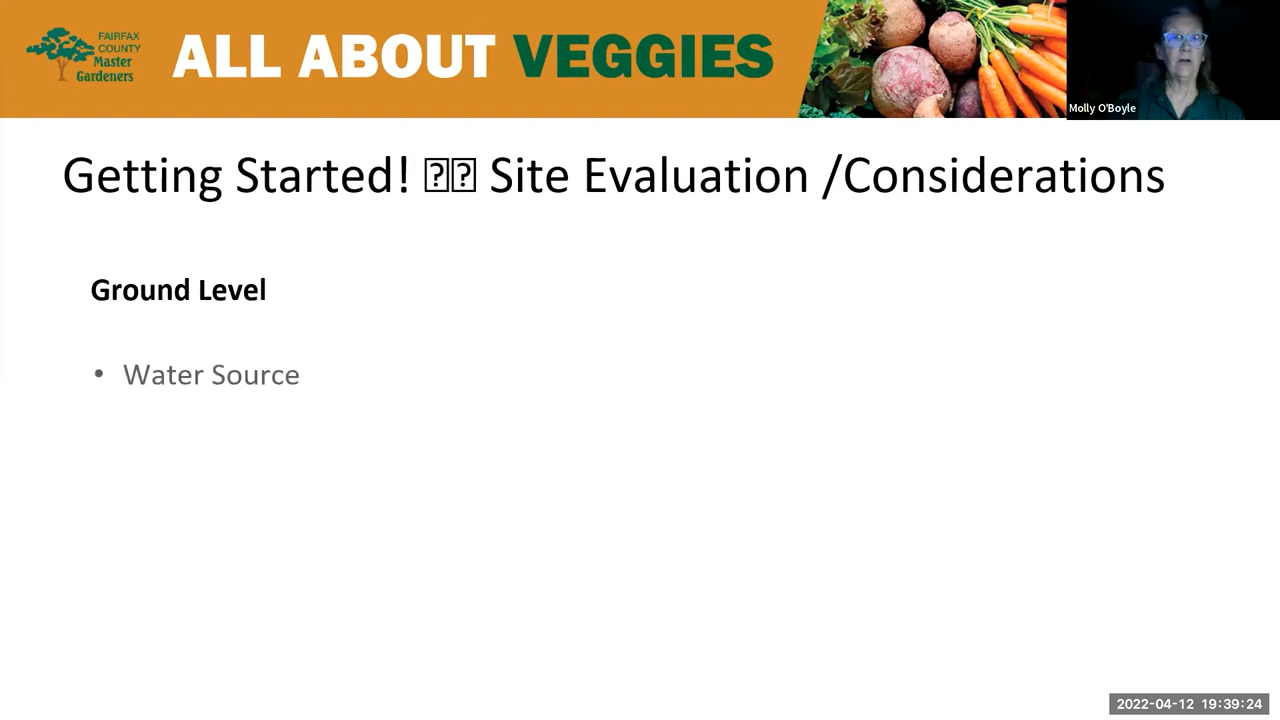 FAIRFAX
COUNTY
Master
Gardeners
ALL ABOUT VEGGIES
Molly O'Boyle
Getting Started! Site Evaluation /Considerations
Ground Level
• Water Source
2022-04-12 19:39:24